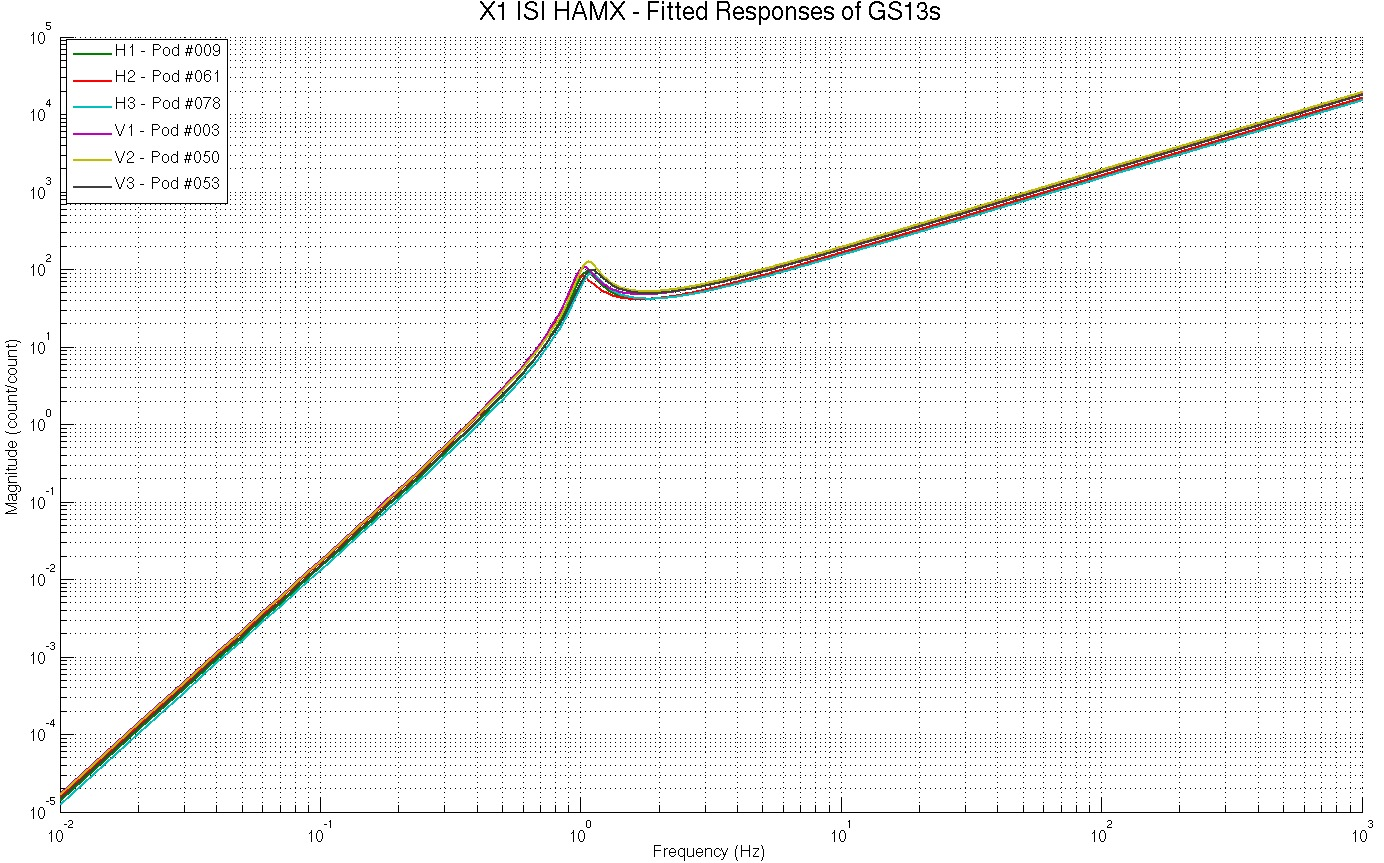 X1 ISI HAMX - Fitted Responses of GS13s
H1 - Pod #009
H2 - Pod #061
H3 - Pod #078
V1 - Pod #003
V2 - Pod #050
V3 - Pod #053
Magnitude (count/count)
10^5
10^4
10^3
10^2
10^1
10^0
10^-1
10^-2
10^-3
10^-4
10^-5
10^-2 10^-1 10^0 10^1 10^2 10^3
Frequency (Hz)